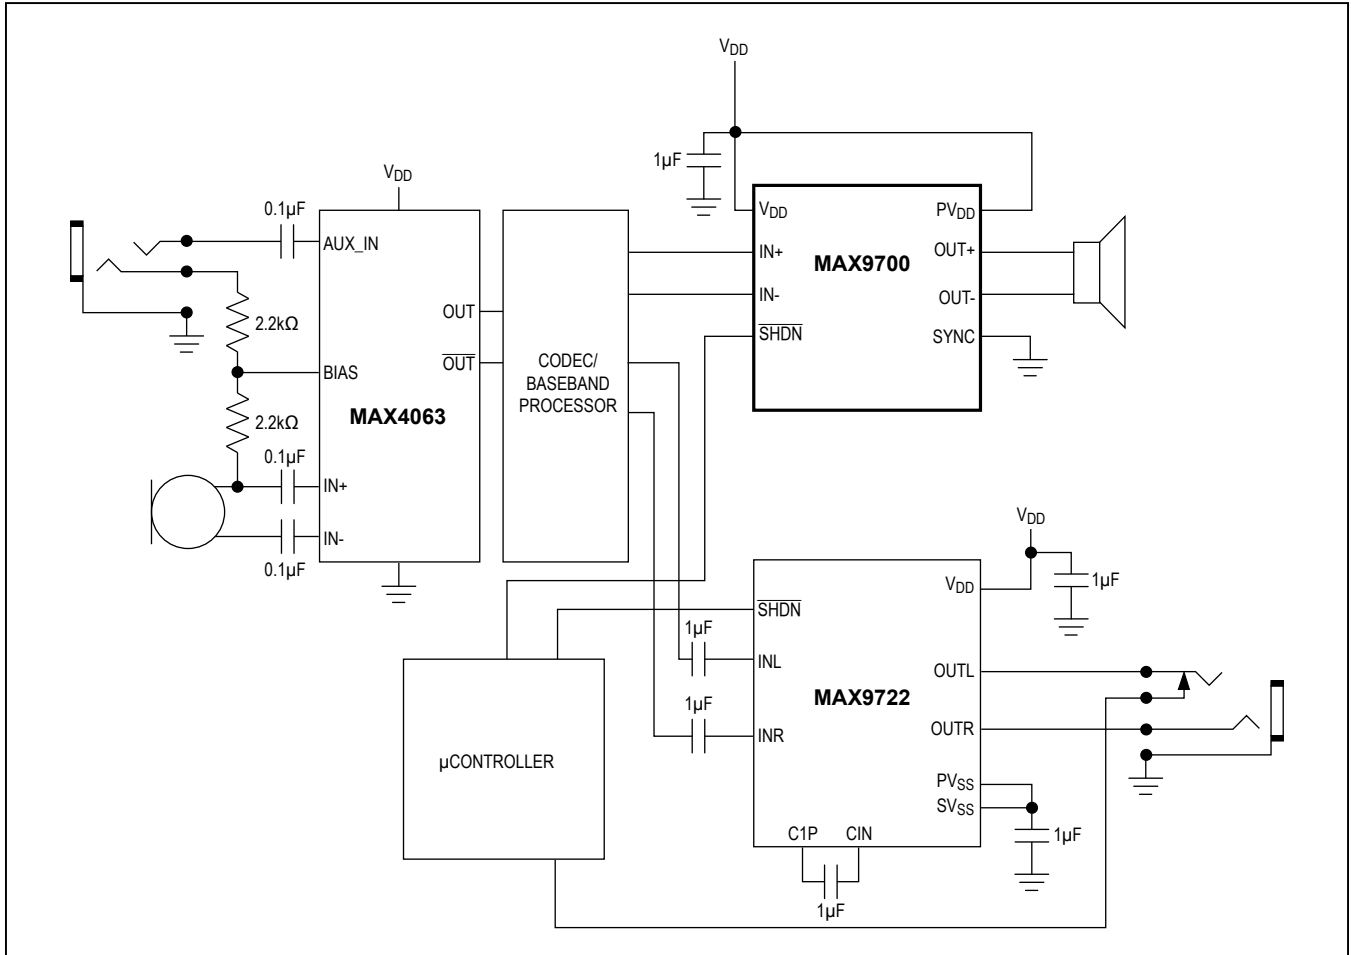 VDD
1µF
VDD
0.1µF
AUX_IN
2.2kΩ
BIAS
2.2kΩ
0.1µF
IN+
IN-
0.1µF
MAX4063
OUT
OUT
CODEC/
BASEBAND
PROCESSOR
VDD
PVDD
IN+
OUT+
MAX9700
IN-
OUT-
SHDN
SYNC
VDD
1µF
VDD
SHDN
1µF
INL
OUTL
MAX9722
1µF
INR
OUTR
µCONTROLLER
PVSS
SVSS
1µF
C1P
CIN
1µF